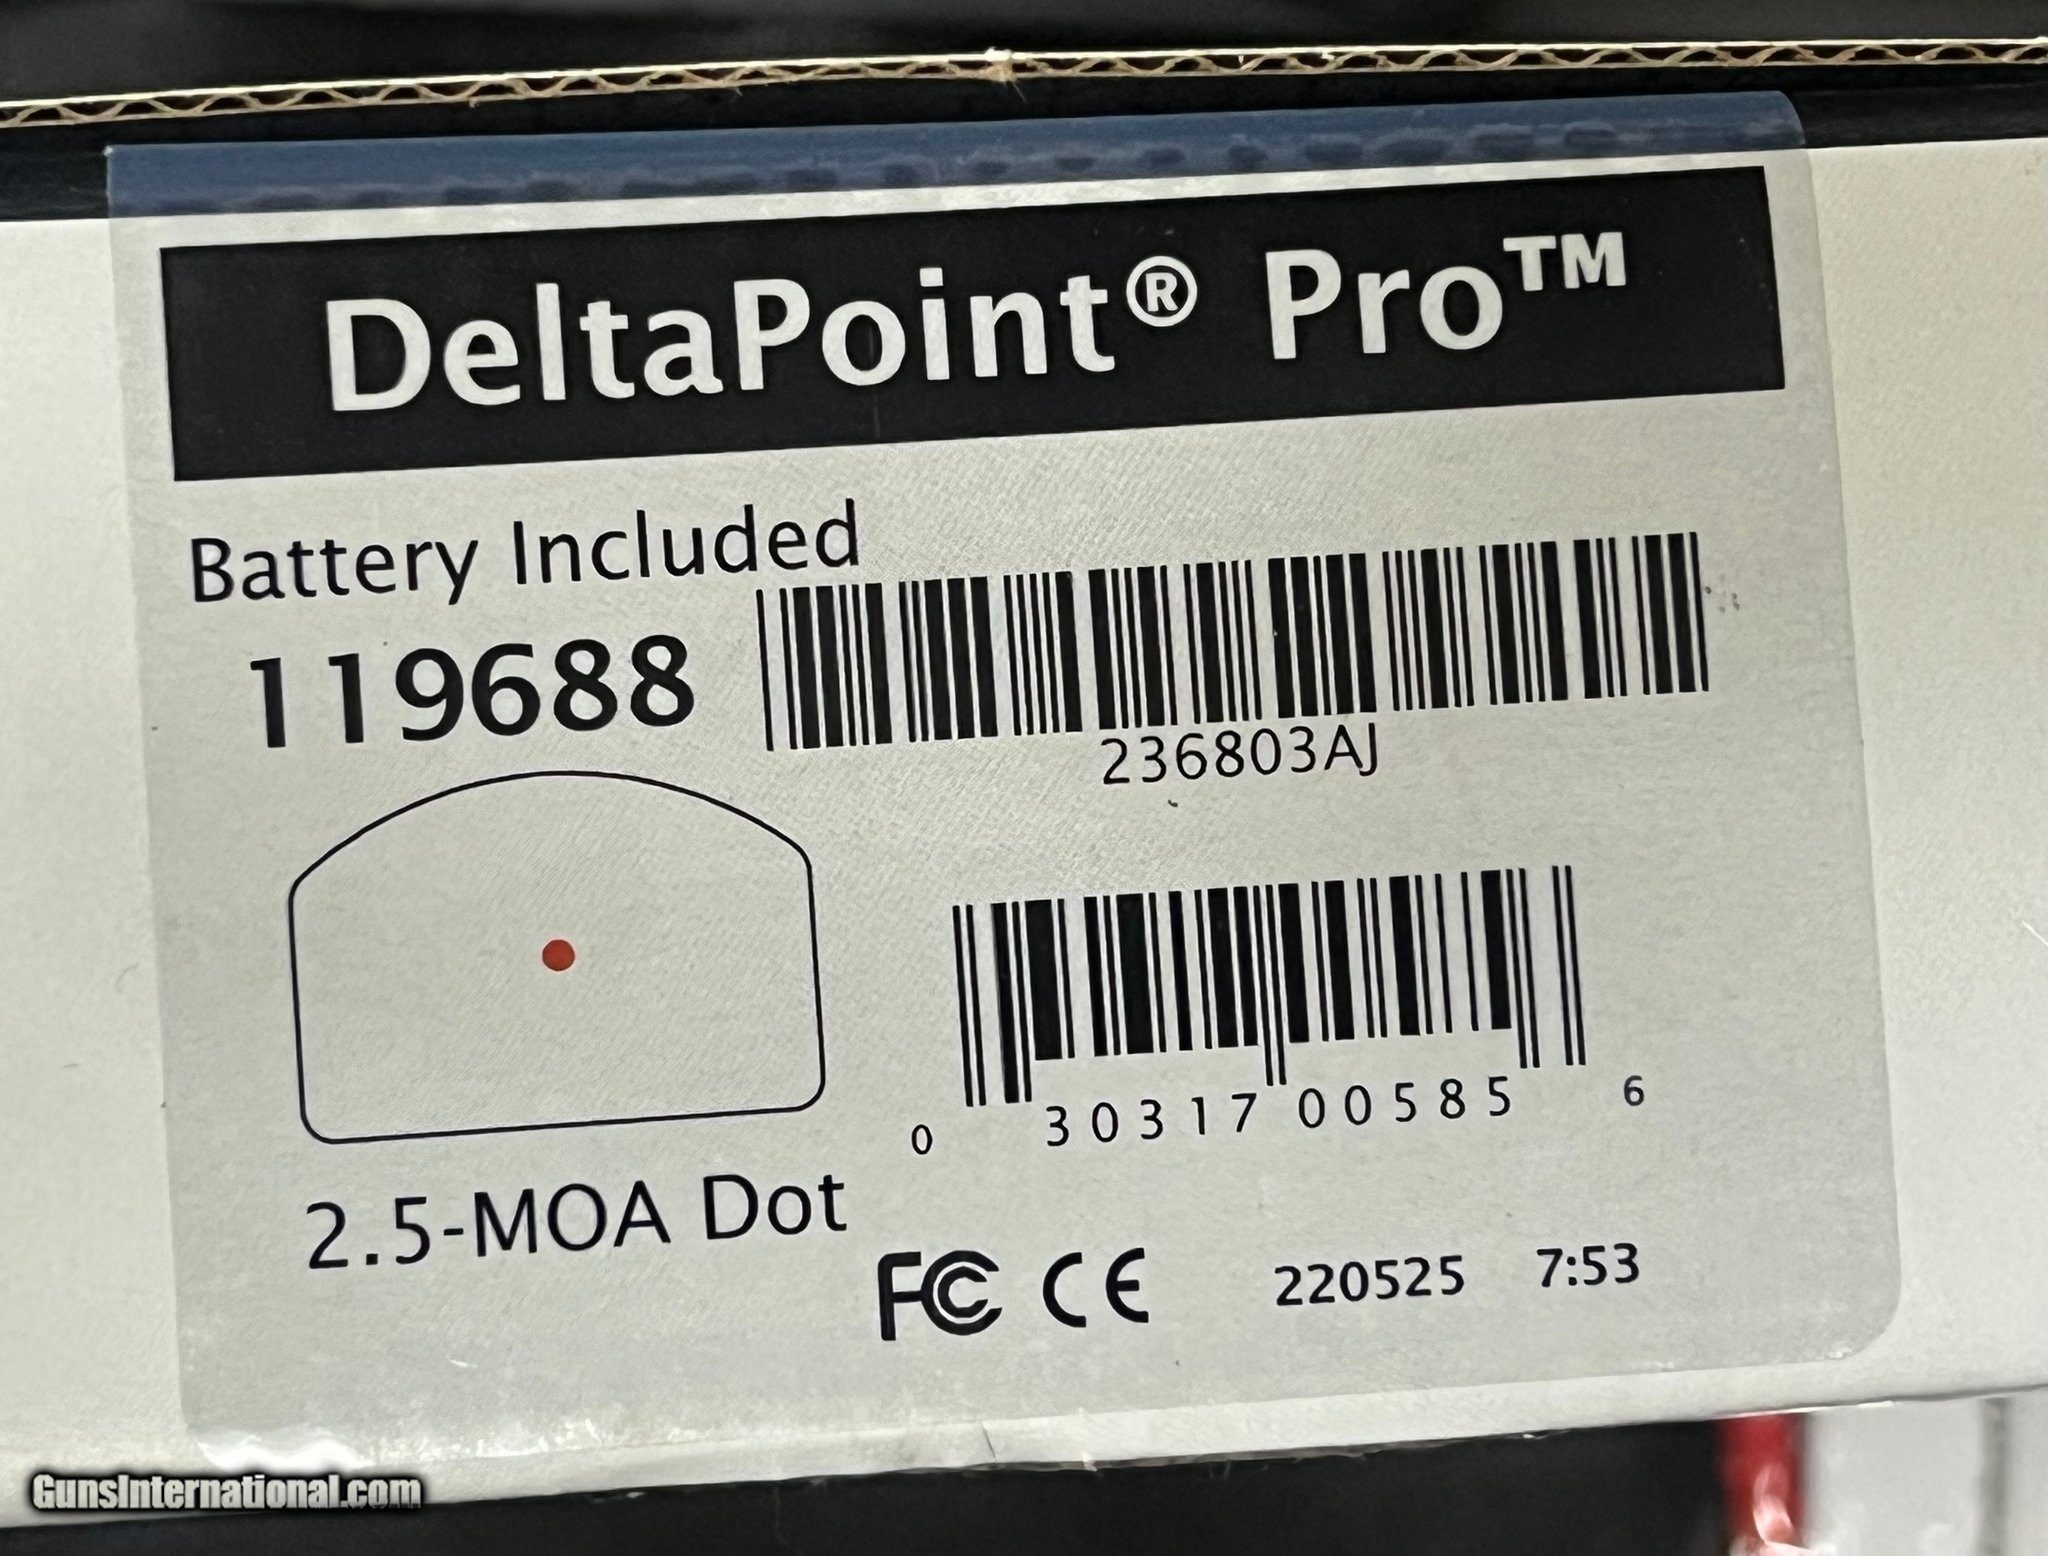 DeltaPoint® Pro™
Battery Included
119688
236803AJ
0 30317 00585 6
2.5-MOA Dot
FC CE 220525 7:53
GunsInternational.com